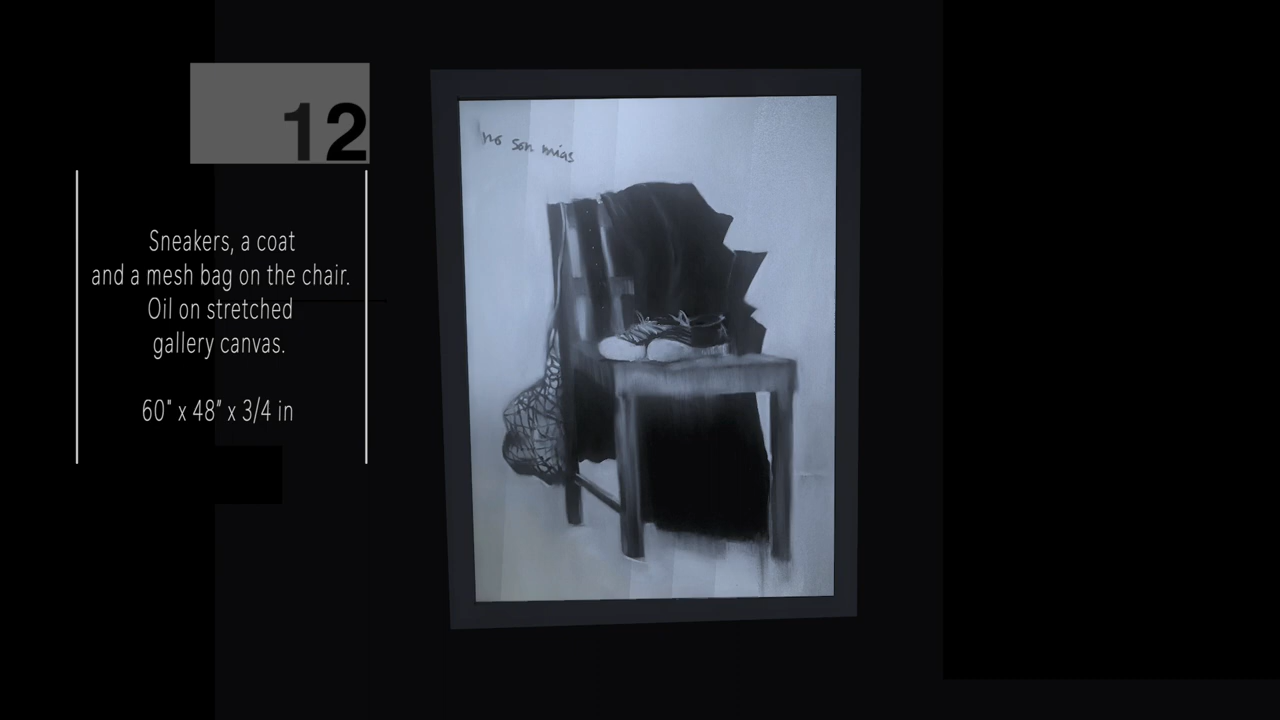 12
Sneakers, a coat
and a mesh bag on the chair.
Oil on stretched
gallery canvas.
60" x 48” x 3/4 in
no son mias